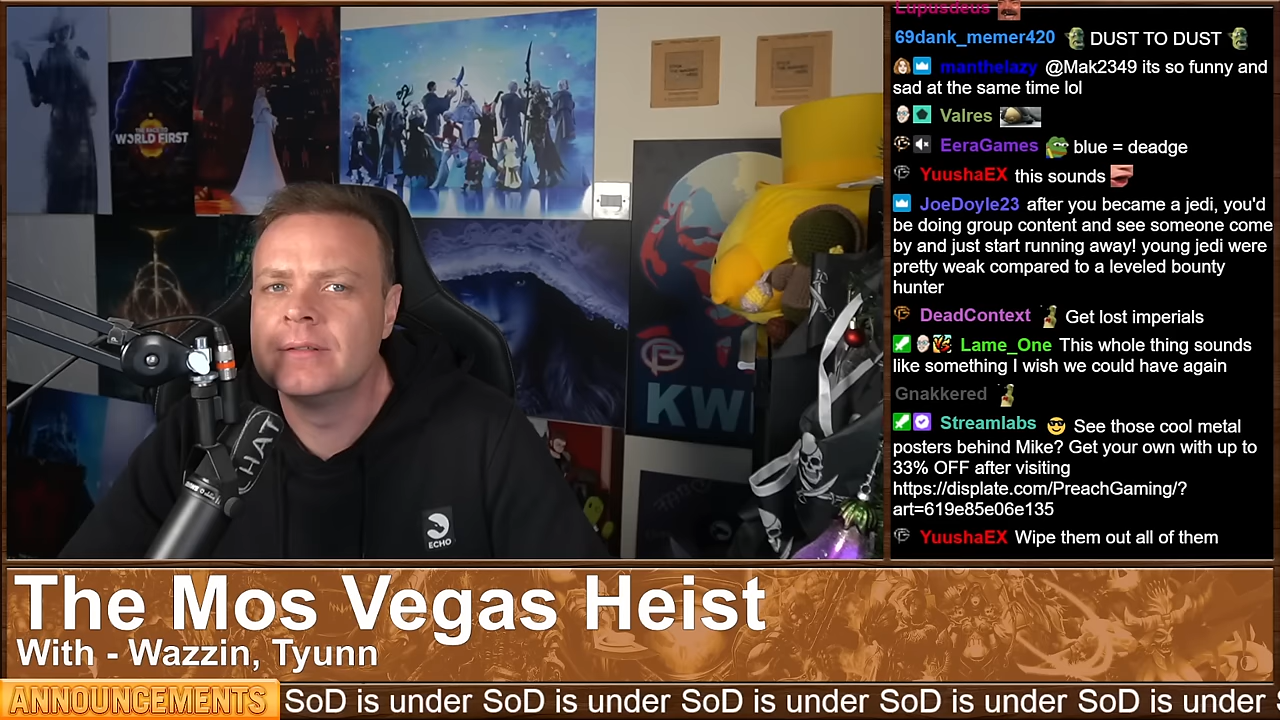 THE RACE TO
WORLD FIRST
KW
HAT
ECHO
Lupusdeus
69dank_memer420 DUST TO DUST
manthelazy @Mak2349 its so funny and
sad at the same time lol
Valres
EeraGames blue = deadge
YuushaEX this sounds
JoeDoyle23 after you became a jedi, you'd
be doing group content and see someone come
by and just start running away! young jedi were
pretty weak compared to a leveled bounty
hunter
DeadContext Get lost imperials
Lame_One This whole thing sounds
like something I wish we could have again
Gnakkered
Streamlabs See those cool metal
posters behind Mike? Get your own with up to
33% OFF after visiting
https://displate.com/PreachGaming/?
art=619e85e06e135
YuushaEX Wipe them out all of them
The Mos Vegas Heist
With - Wazzin, Tyunn
ANNOUNCEMENTS SoD is under SoD is under SoD is under SoD is under SoD is under